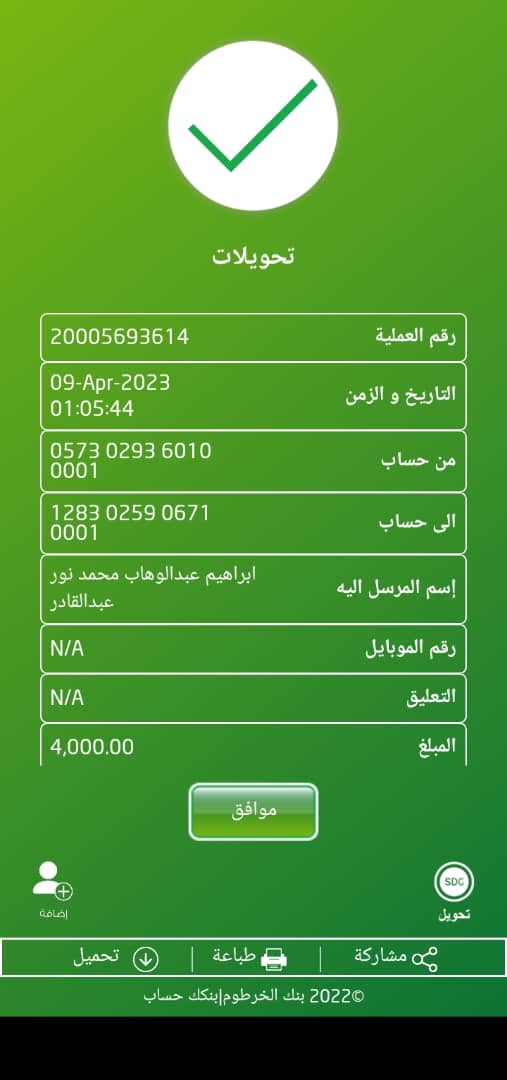 تحويلات
رقم العملية 20005693614
التاريخ و الزمن 09-Apr-2023
01:05:44
من حساب 0573 0293 6010
0001
الى حساب 1283 0259 0671
0001
إسم المرسل اليه ابراهيم عبدالوهاب محمد نور
عبدالقادر
رقم الموبايل N/A
التعليق N/A
المبلغ 4,000.00
موافق
SDG
تحويل
إضافة
مشاركة | طباعة | تحميل
©2022 بنك الخرطوم|بنكك حساب